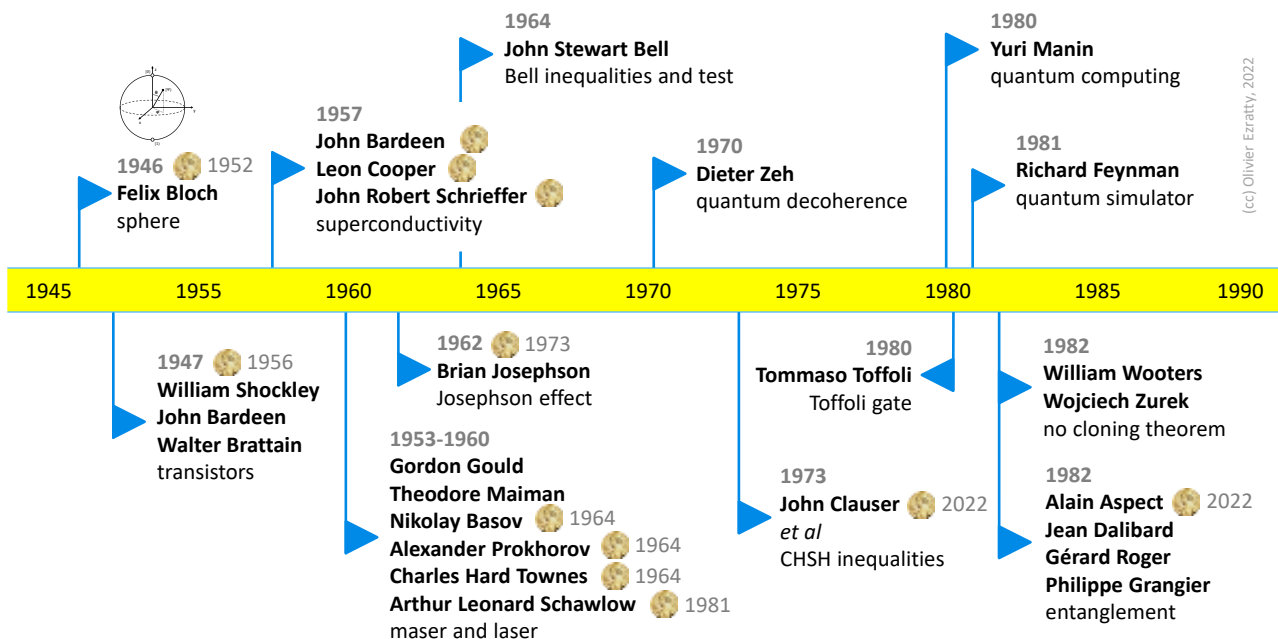 1964
John Stewart Bell
Bell inequalities and test
1980
Yuri Manin
quantum computing
(cc) Olivier Ezratty, 2022
1946 1952
Felix Bloch
sphere
1957
John Bardeen
Leon Cooper
John Robert Schrieffer
superconductivity
1970
Dieter Zeh
quantum decoherence
1981
Richard Feynman
quantum simulator
1945 1955 1960 1965 1970 1975 1980 1985 1990
1947 1956
William Shockley
John Bardeen
Walter Brattain
transistors
1962 1973
Brian Josephson
Josephson effect
1953-1960
Gordon Gould
Theodore Maiman
Nikolay Basov 1964
Alexander Prokhorov 1964
Charles Hard Townes 1964
Arthur Leonard Schawlow 1981
maser and laser
1980
Tommaso Toffoli
Toffoli gate
1973
John Clauser 2022
et al
CHSH inequalities
1982
William Wooters
Wojciech Zurek
no cloning theorem
1982
Alain Aspect 2022
Jean Dalibard
Gérard Roger
Philippe Grangier
entanglement